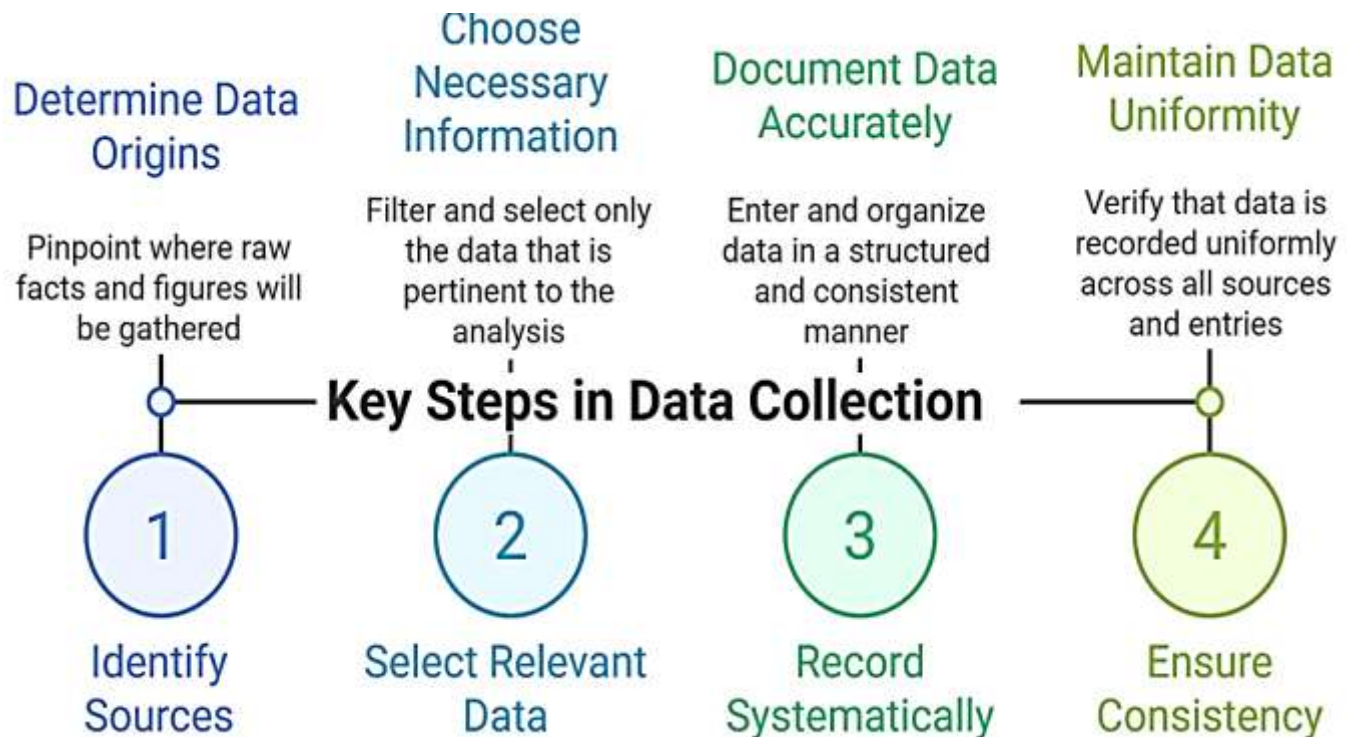 Determine Data
Origins
Pinpoint where raw
facts and figures will
be gathered
Choose
Necessary
Information
Filter and select only
the data that is
pertinent to the
analysis
Document Data
Accurately
Enter and organize
data in a structured
and consistent
manner
Maintain Data
Uniformity
Verify that data is
recorded uniformly
across all sources
and entries
Key Steps in Data Collection
1
Identify
Sources
2
Select Relevant
Data
3
Record
Systematically
4
Ensure
Consistency